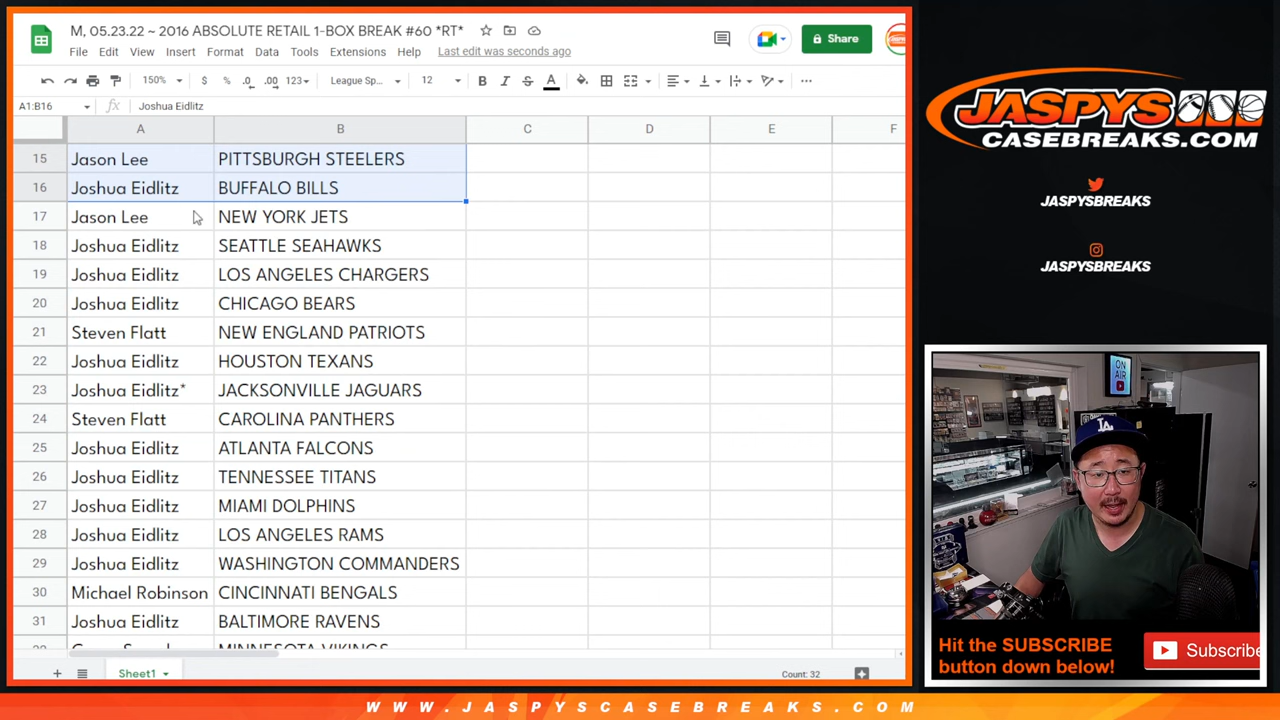 M, 05.23.22 ~ 2016 ABSOLUTE RETAIL 1-BOX BREAK #60 *RT*
File Edit View Insert Format Data Tools Extensions Help Last edit was seconds ago
Share
150% $ % .0 .00 123 League Sp... 12 B I S A
A1:B16 fx Joshua Eidlitz
A B C D E F
15 Jason Lee PITTSBURGH STEELERS
16 Joshua Eidlitz BUFFALO BILLS
17 Jason Lee NEW YORK JETS
18 Joshua Eidlitz SEATTLE SEAHAWKS
19 Joshua Eidlitz LOS ANGELES CHARGERS
20 Joshua Eidlitz CHICAGO BEARS
21 Steven Flatt NEW ENGLAND PATRIOTS
22 Joshua Eidlitz HOUSTON TEXANS
23 Joshua Eidlitz* JACKSONVILLE JAGUARS
24 Steven Flatt CAROLINA PANTHERS
25 Joshua Eidlitz ATLANTA FALCONS
26 Joshua Eidlitz TENNESSEE TITANS
27 Joshua Eidlitz MIAMI DOLPHINS
28 Joshua Eidlitz LOS ANGELES RAMS
29 Joshua Eidlitz WASHINGTON COMMANDERS
30 Michael Robinson CINCINNATI BENGALS
31 Joshua Eidlitz BALTIMORE RAVENS
MINNESOTA VIKINGS
Sheet1
Count: 32
JASPYS
CASEBREAKS.COM
JASPYSBREAKS
JASPYSBREAKS
ON
AIR
LA
Hit the SUBSCRIBE
button down below!
Subscribe
WWW.JASPYSCASEBREAKS.COM